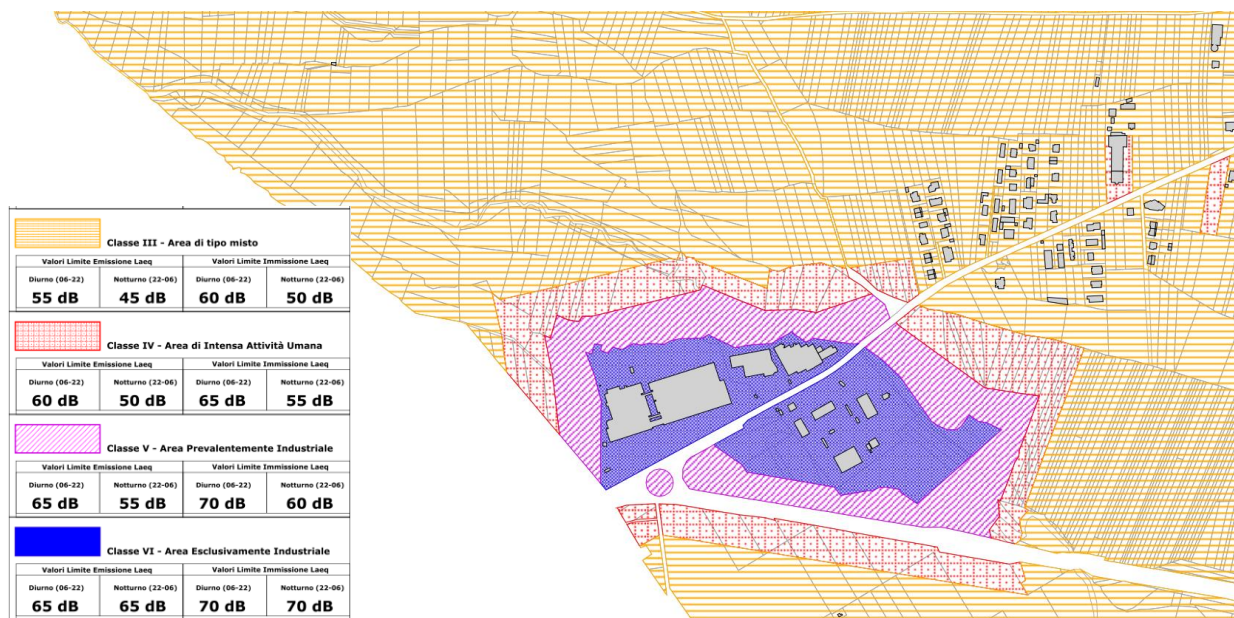 Classe III - Area di tipo misto
Valori Limite Emissione Laeq Valori Limite Immissione Laeq
Diurno (06-22) Notturno (22-06) Diurno (06-22) Notturno (22-06)
55 dB 45 dB 60 dB 50 dB
Classe IV - Area di Intensa Attività Umana
Valori Limite Emissione Laeq Valori Limite Immissione Laeq
Diurno (06-22) Notturno (22-06) Diurno (06-22) Notturno (22-06)
60 dB 50 dB 65 dB 55 dB
Classe V - Area Prevalentemente Industriale
Valori Limite Emissione Laeq Valori Limite Immissione Laeq
Diurno (06-22) Notturno (22-06) Diurno (06-22) Notturno (22-06)
65 dB 55 dB 70 dB 60 dB
Classe VI - Area Esclusivamente Industriale
Valori Limite Emissione Laeq Valori Limite Immissione Laeq
Diurno (06-22) Notturno (22-06) Diurno (06-22) Notturno (22-06)
65 dB 65 dB 70 dB 70 dB